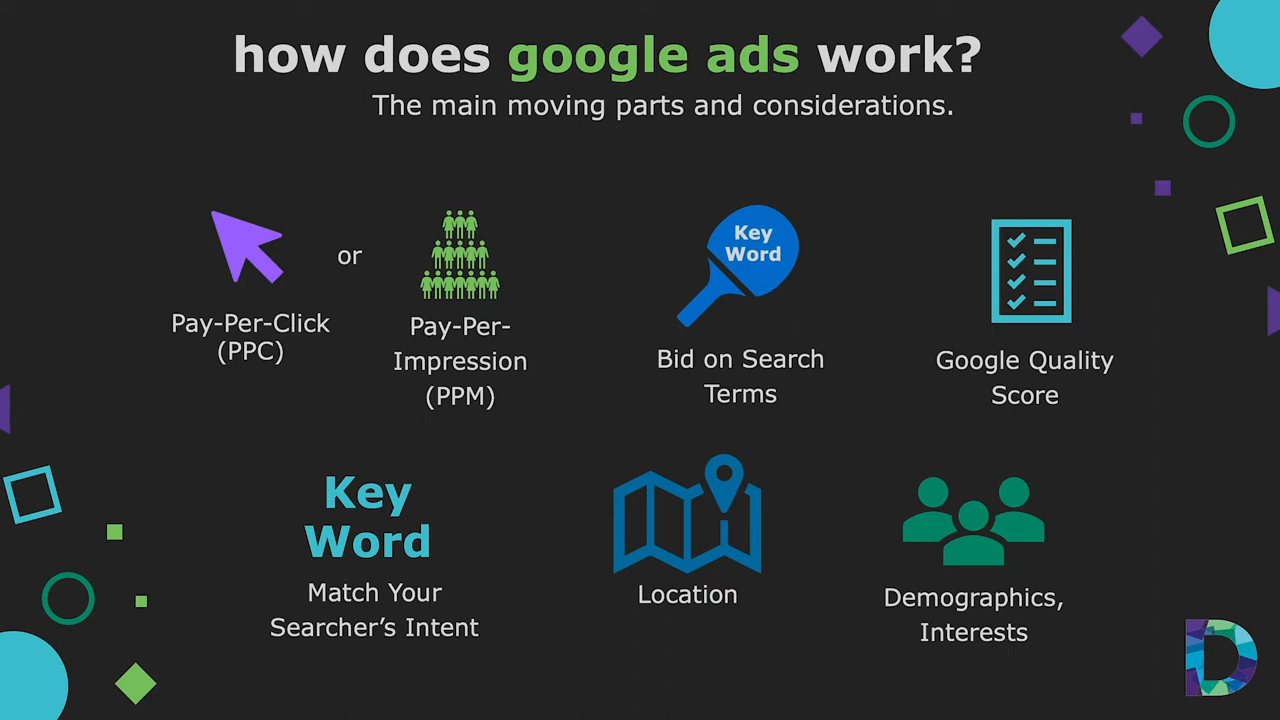 how does google ads work?
The main moving parts and considerations.
Pay-Per-Click
(PPC)
or
Pay-Per-
Impression
(PPM)
Key
Word
Bid on Search
Terms
Google Quality
Score
Key
Word
Match Your
Searcher’s Intent
Location
Demographics,
Interests
D